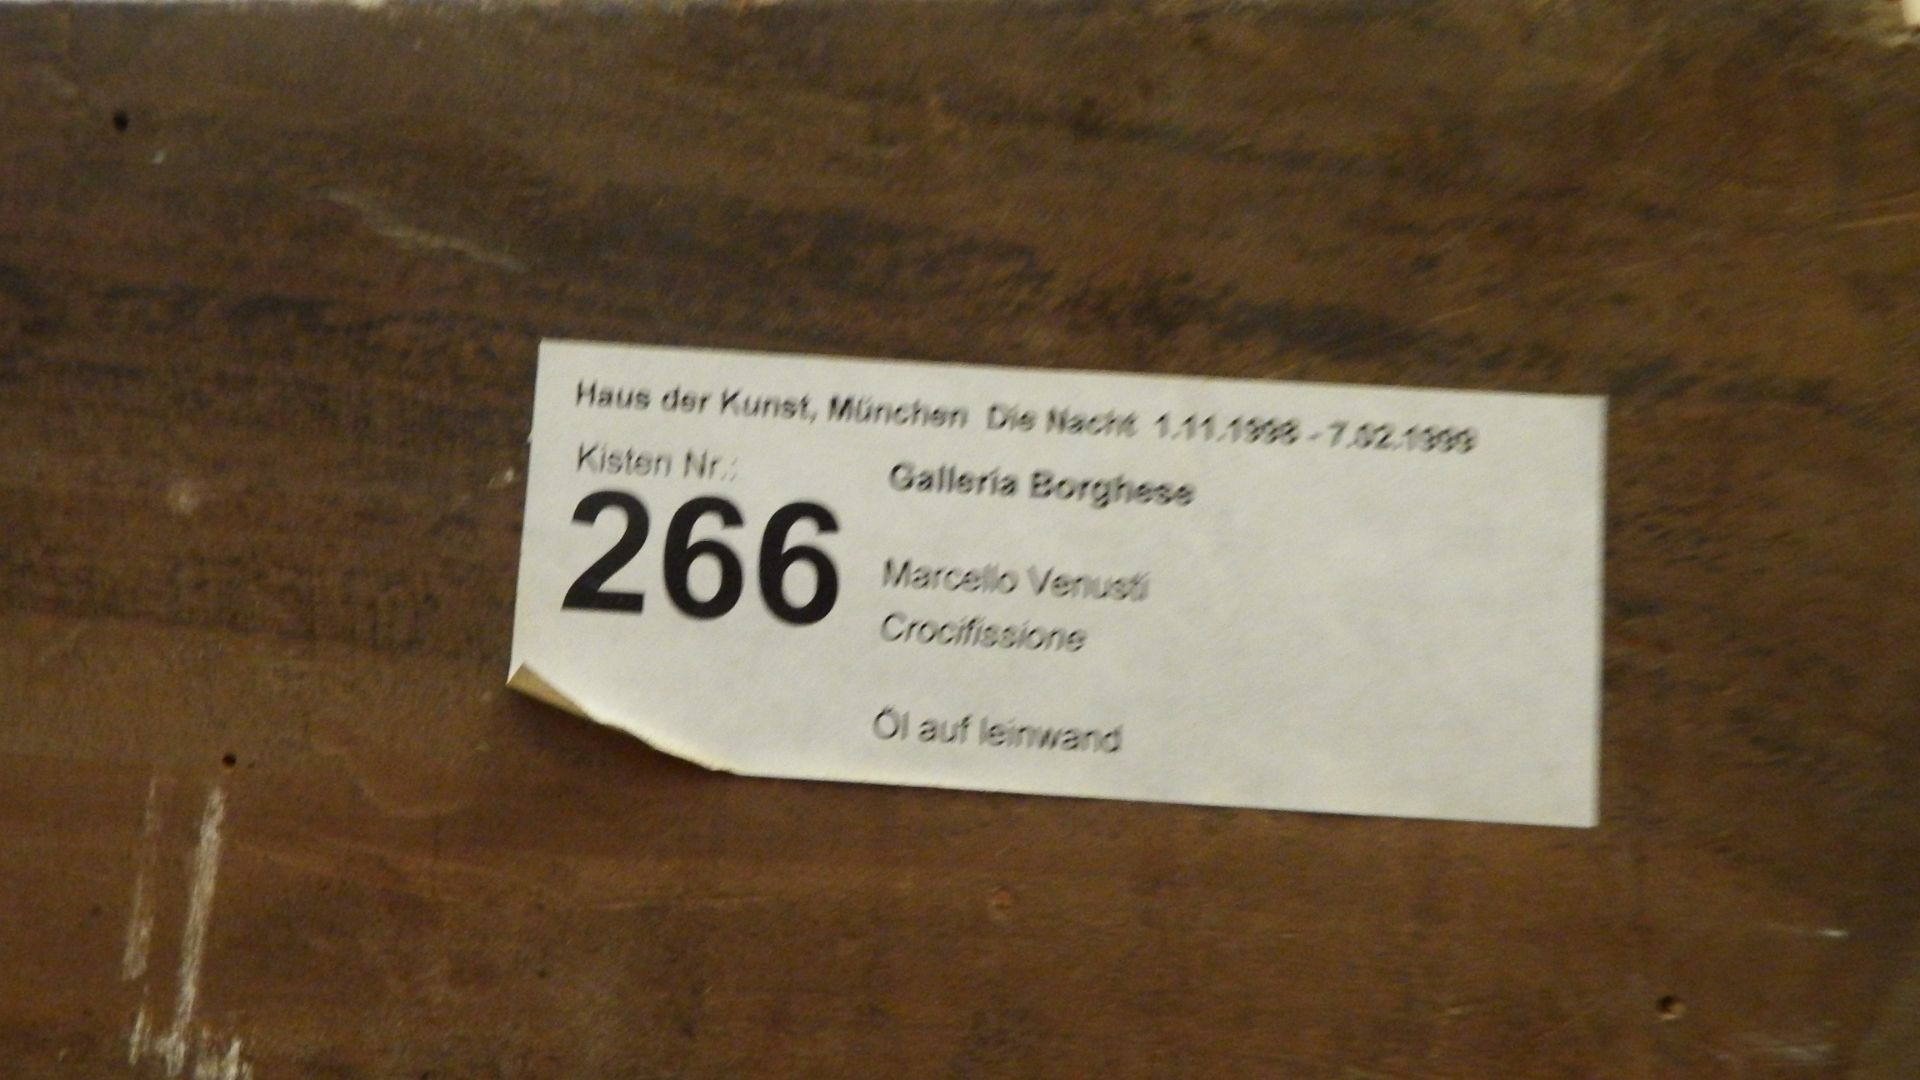 Haus der Kunst, München Die Nacht 1.11.1998 - 7.02.1999
Kisten Nr.:
266
Galleria Borghese
Marcello Venusti
Crocifissione
Öl auf leinwand